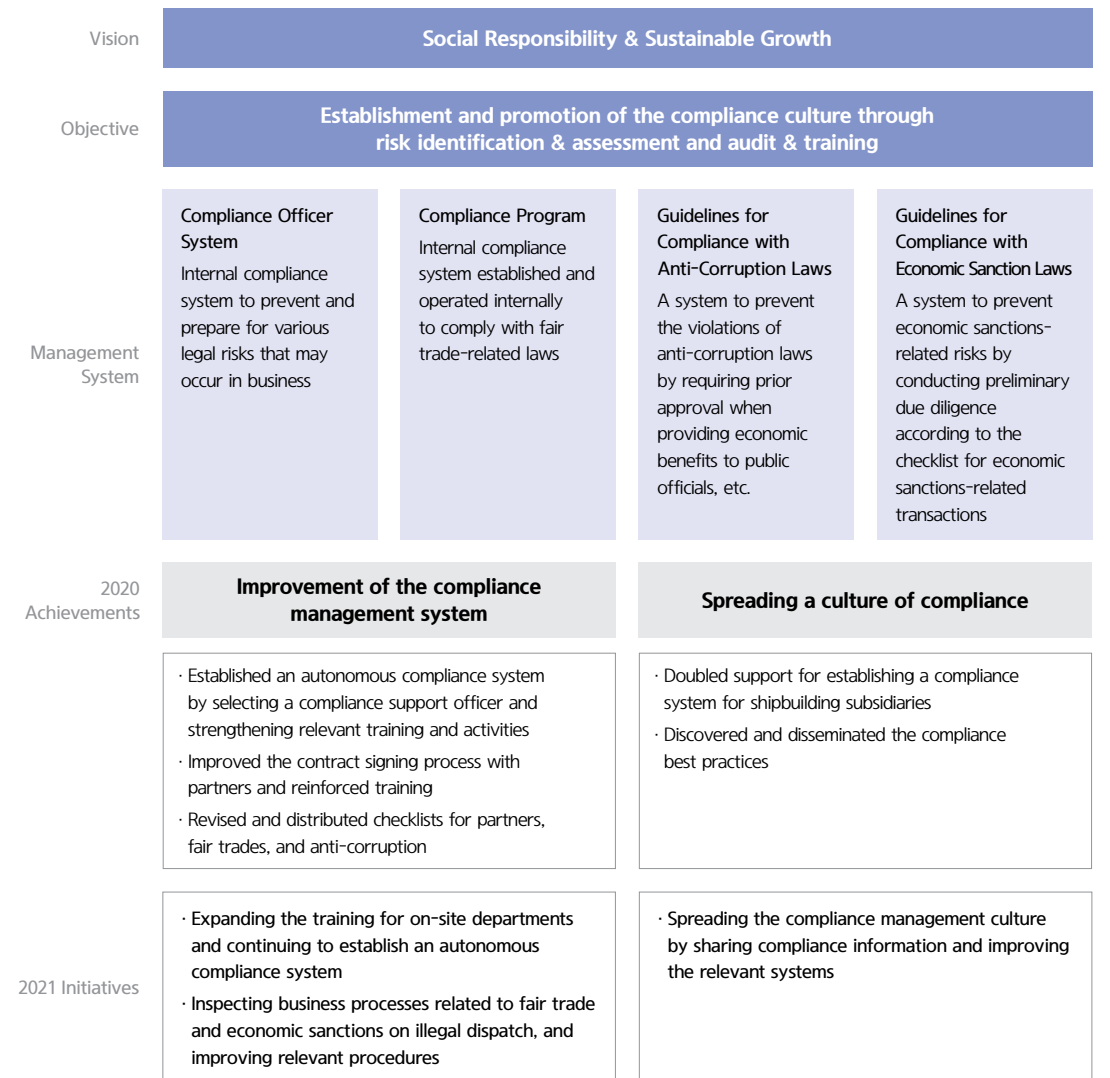 Vision
Social Responsibility & Sustainable Growth
Objective
Establishment and promotion of the compliance culture through
risk identification & assessment and audit & training
Management
System
Compliance Officer
System
Internal compliance
system to prevent and
prepare for various
legal risks that may
occur in business
Compliance Program
Internal compliance
system established and
operated internally
to comply with fair
trade-related laws
Guidelines for
Compliance with
Anti-Corruption Laws
A system to prevent
the violations of
anti-corruption laws
by requiring prior
approval when
providing economic
benefits to public
officials, etc.
Guidelines for
Compliance with
Economic Sanction Laws
A system to prevent
economic sanctions-
related risks by
conducting preliminary
due diligence
according to the
checklist for economic
sanctions-related
transactions
2020
Achievements
Improvement of the compliance
management system
· Established an autonomous compliance system
by selecting a compliance support officer and
strengthening relevant training and activities
· Improved the contract signing process with
partners and reinforced training
· Revised and distributed checklists for partners,
fair trades, and anti-corruption
Spreading a culture of compliance
· Doubled support for establishing a compliance
system for shipbuilding subsidiaries
· Discovered and disseminated the compliance
best practices
2021 Initiatives
· Expanding the training for on-site departments
and continuing to establish an autonomous
compliance system
· Inspecting business processes related to fair trade
and economic sanctions on illegal dispatch, and
improving relevant procedures
· Spreading the compliance management culture
by sharing compliance information and improving
the relevant systems